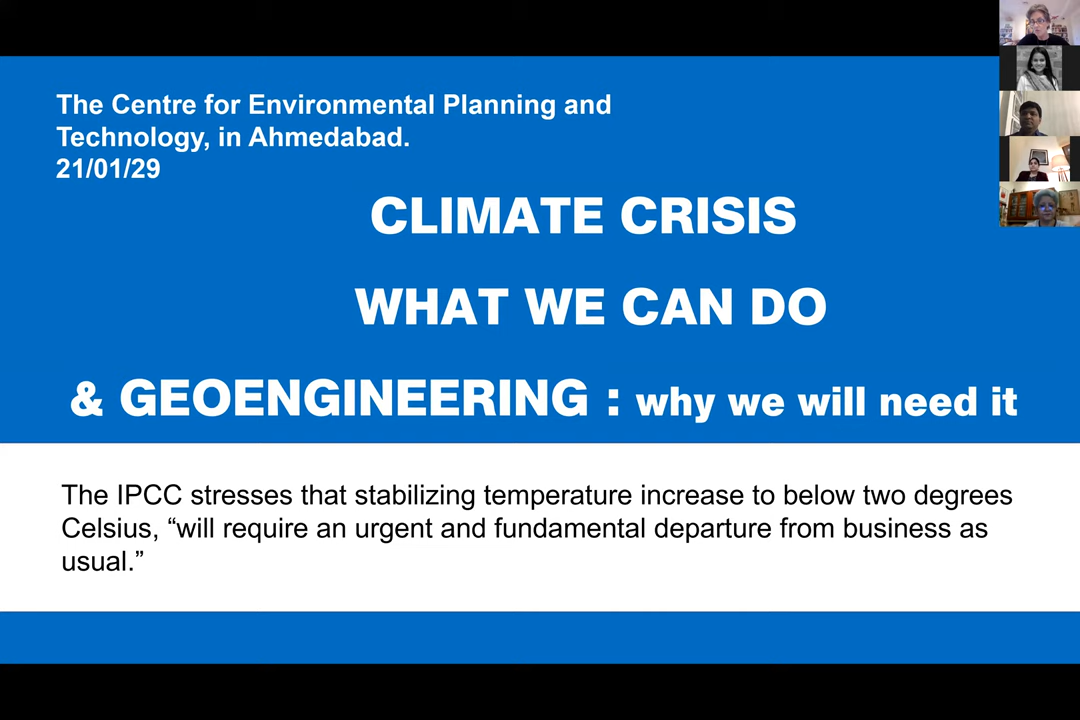 The Centre for Environmental Planning and
Technology, in Ahmedabad.
21/01/29
CLIMATE CRISIS
WHAT WE CAN DO
& GEOENGINEERING : why we will need it
The IPCC stresses that stabilizing temperature increase to below two degrees
Celsius, “will require an urgent and fundamental departure from business as
usual.”